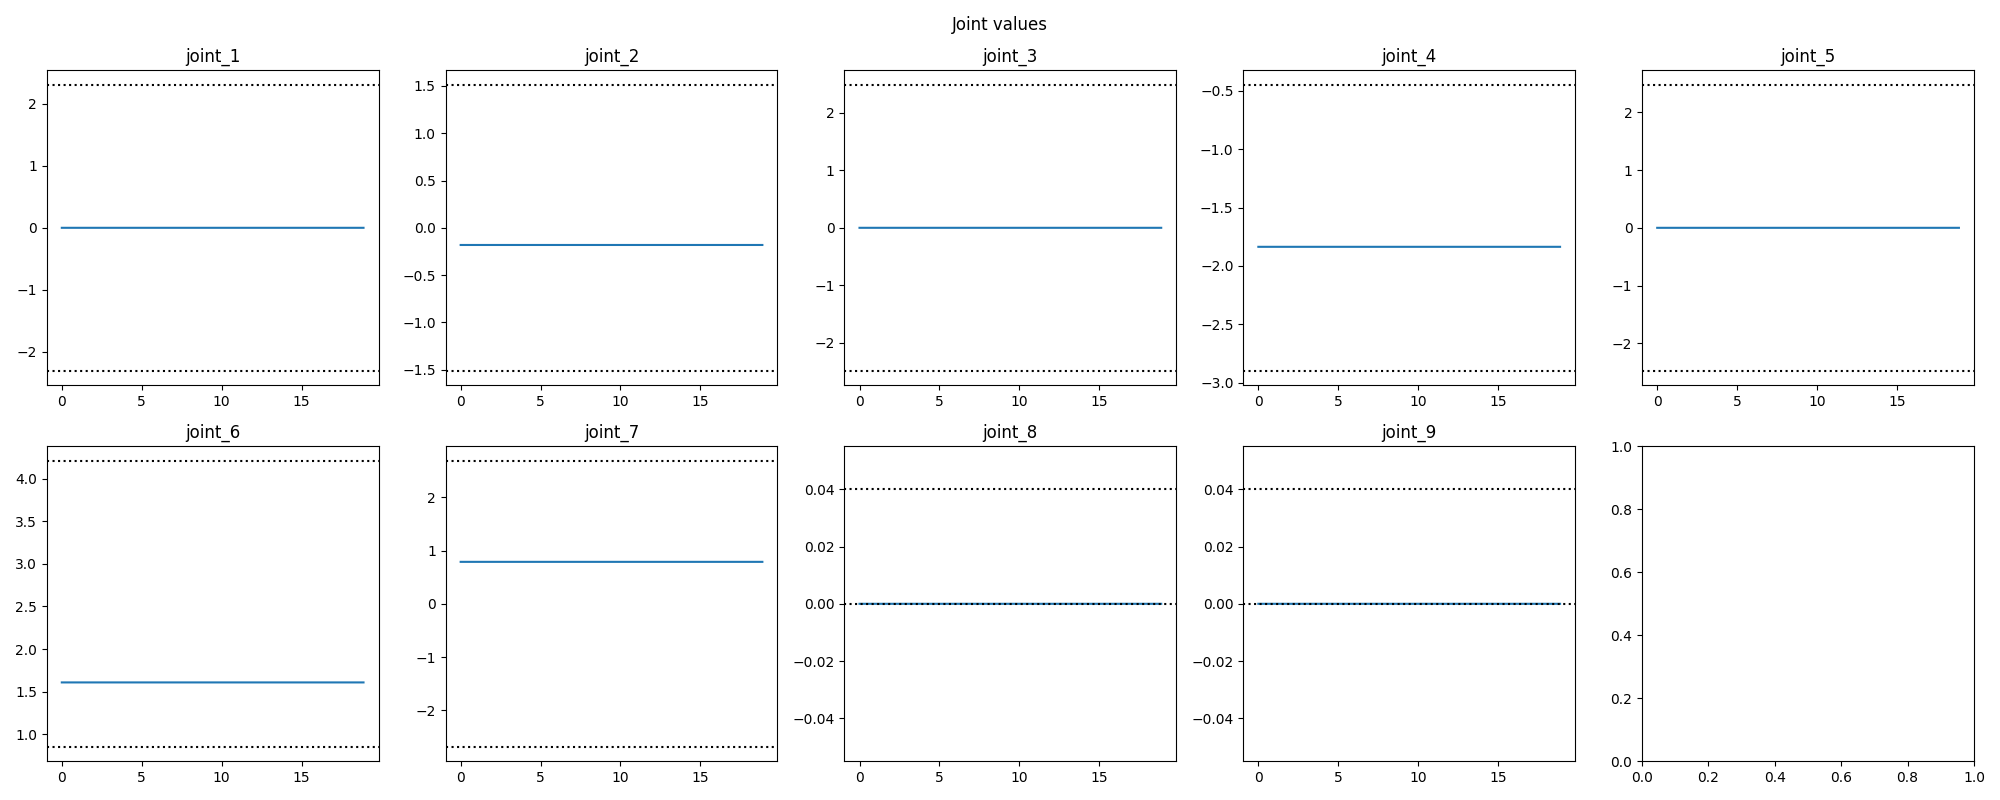 Joint values
joint_1 joint_2 joint_3 joint_4 joint_5
2 1 0 −1 −2
0 5 10 15
1.5 1.0 0.5 0.0 −0.5 −1.0 −1.5
0 5 10 15
2 1 0 −1 −2
0 5 10 15
−0.5 −1.0 −1.5 −2.0 −2.5 −3.0
0 5 10 15
2 1 0 −1 −2
0 5 10 15
joint_6 joint_7 joint_8 joint_9
4.0 3.5 3.0 2.5 2.0 1.5 1.0
0 5 10 15
2 1 0 −1 −2
0 5 10 15
0.04 0.02 0.00 −0.02 −0.04
0 5 10 15
0.04 0.02 0.00 −0.02 −0.04
0 5 10 15
1.0 0.8 0.6 0.4 0.2 0.0
0.0 0.2 0.4 0.6 0.8 1.0